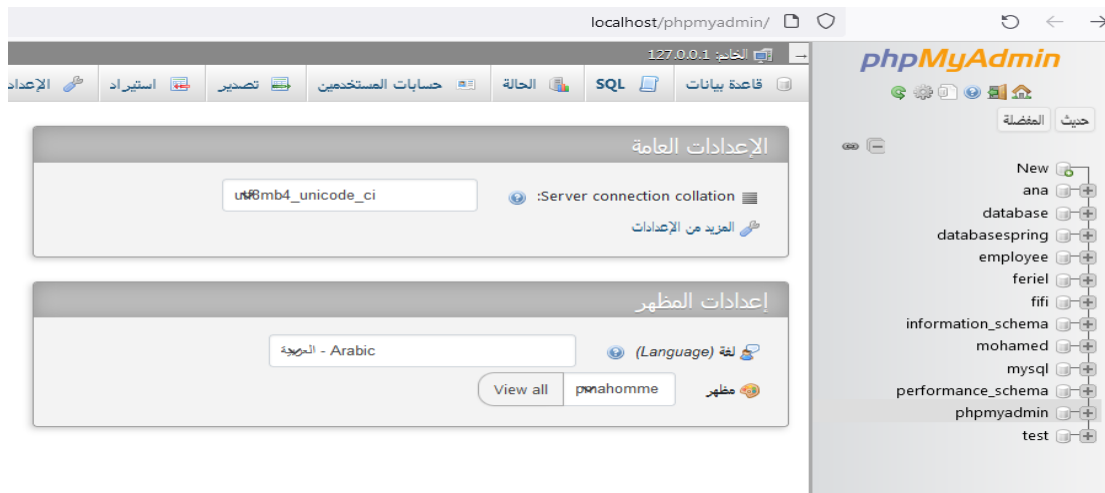 localhost/phpmyadmin/
phpMyAdmin
حديث المفضلة
New
ana
database
databasespring
employee
feriel
fifi
information_schema
mohamed
mysql
performance_schema
phpmyadmin
test
الخادم: 127.0.0.1
قاعدة بيانات SQL الحالة حسابات المستخدمين تصدير استيراد الإعداد
الإعدادات العامة
Server connection collation: utf8mb4_unicode_ci
المزيد من الإعدادات
إعدادات المظهر
لغة (Language) العربية - Arabic
مظهر pmahomme View all